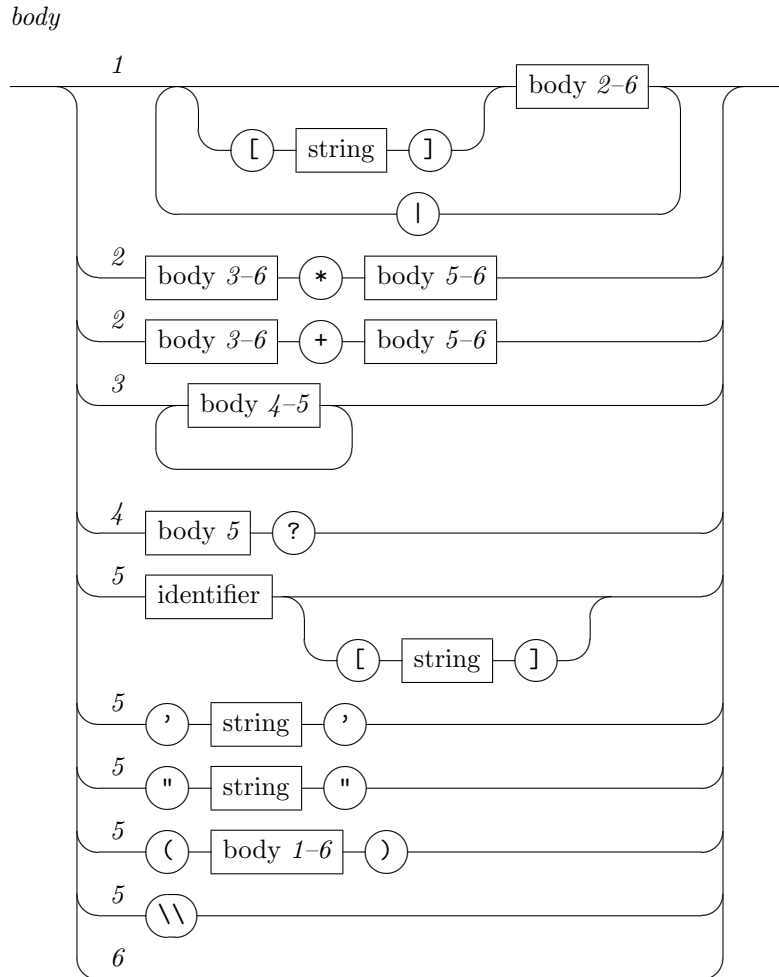 body
1
body 2–6
[ string ]
|
2
body 3–6 * body 5–6
2
body 3–6 + body 5–6
3
body 4–5
4
body 5 ?
5
identifier
[ string ]
5
' string '
5
" string "
5
( body 1–6 )
5
\\
6